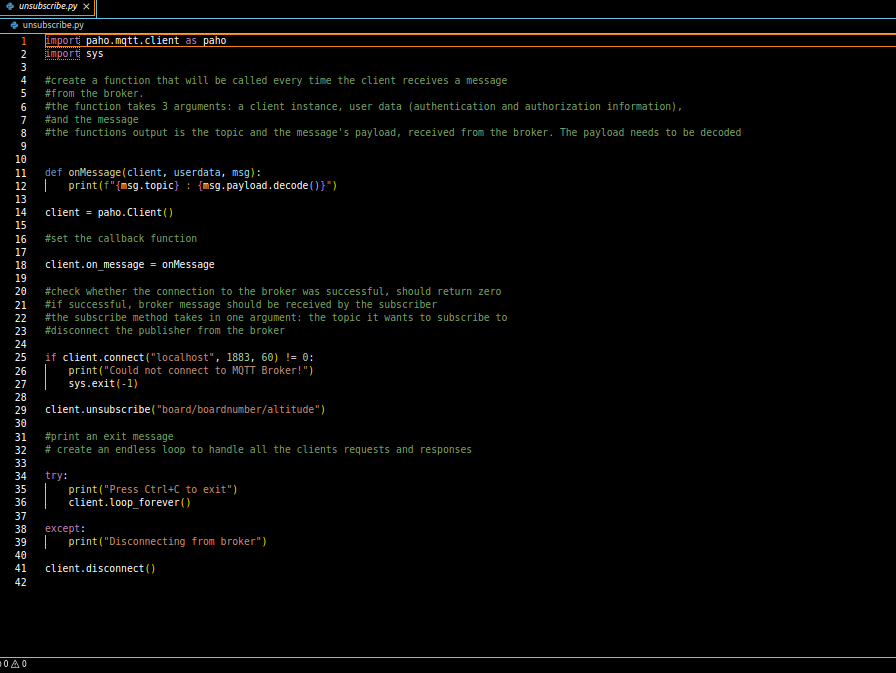 unsubscribe.py ×
unsubscribe.py
1 import paho.mqtt.client as paho
2 import sys
3
4 #create a function that will be called every time the client receives a message
5 #from the broker.
6 #the function takes 3 arguments: a client instance, user data (authentication and authorization information),
7 #and the message
8 #the functions output is the topic and the message's payload, received from the broker. The payload needs to be decoded
9
10
11 def onMessage(client, userdata, msg):
12     print(f"{msg.topic} : {msg.payload.decode()}")
13
14 client = paho.Client()
15
16 #set the callback function
17
18 client.on_message = onMessage
19
20 #check whether the connection to the broker was successful, should return zero
21 #if successful, broker message should be received by the subscriber
22 #the subscribe method takes in one argument: the topic it wants to subscribe to
23 #disconnect the publisher from the broker
24
25 if client.connect("localhost", 1883, 60) != 0:
26     print("Could not connect to MQTT Broker!")
27     sys.exit(-1)
28
29 client.unsubscribe("board/boardnumber/altitude")
30
31 #print an exit message
32 # create an endless loop to handle all the clients requests and responses
33
34 try:
35     print("Press Ctrl+C to exit")
36     client.loop_forever()
37
38 except:
39     print("Disconnecting from broker")
40
41 client.disconnect()
42
0 ⚠ 0